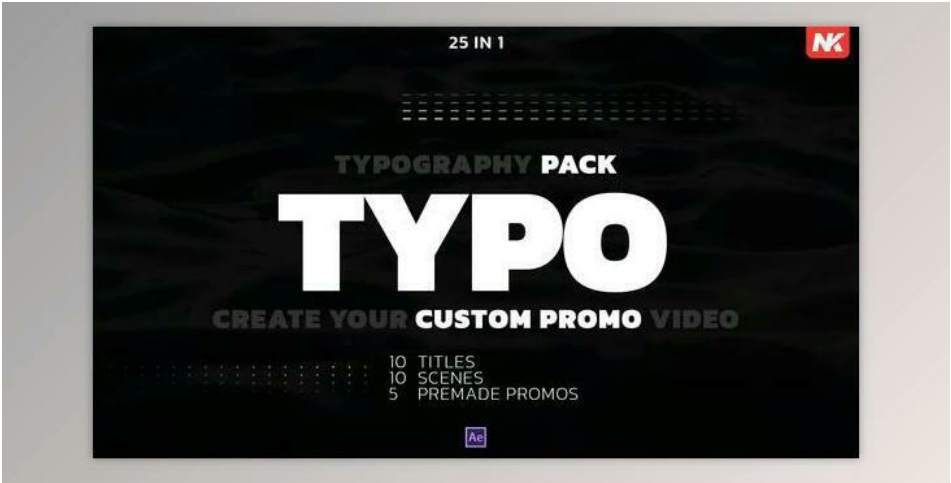 25 IN 1
NK
TYPOGRAPHY PACK
TYPO
CREATE YOUR CUSTOM PROMO VIDEO
10 TITLES
10 SCENES
5 PREMADE PROMOS
Ae